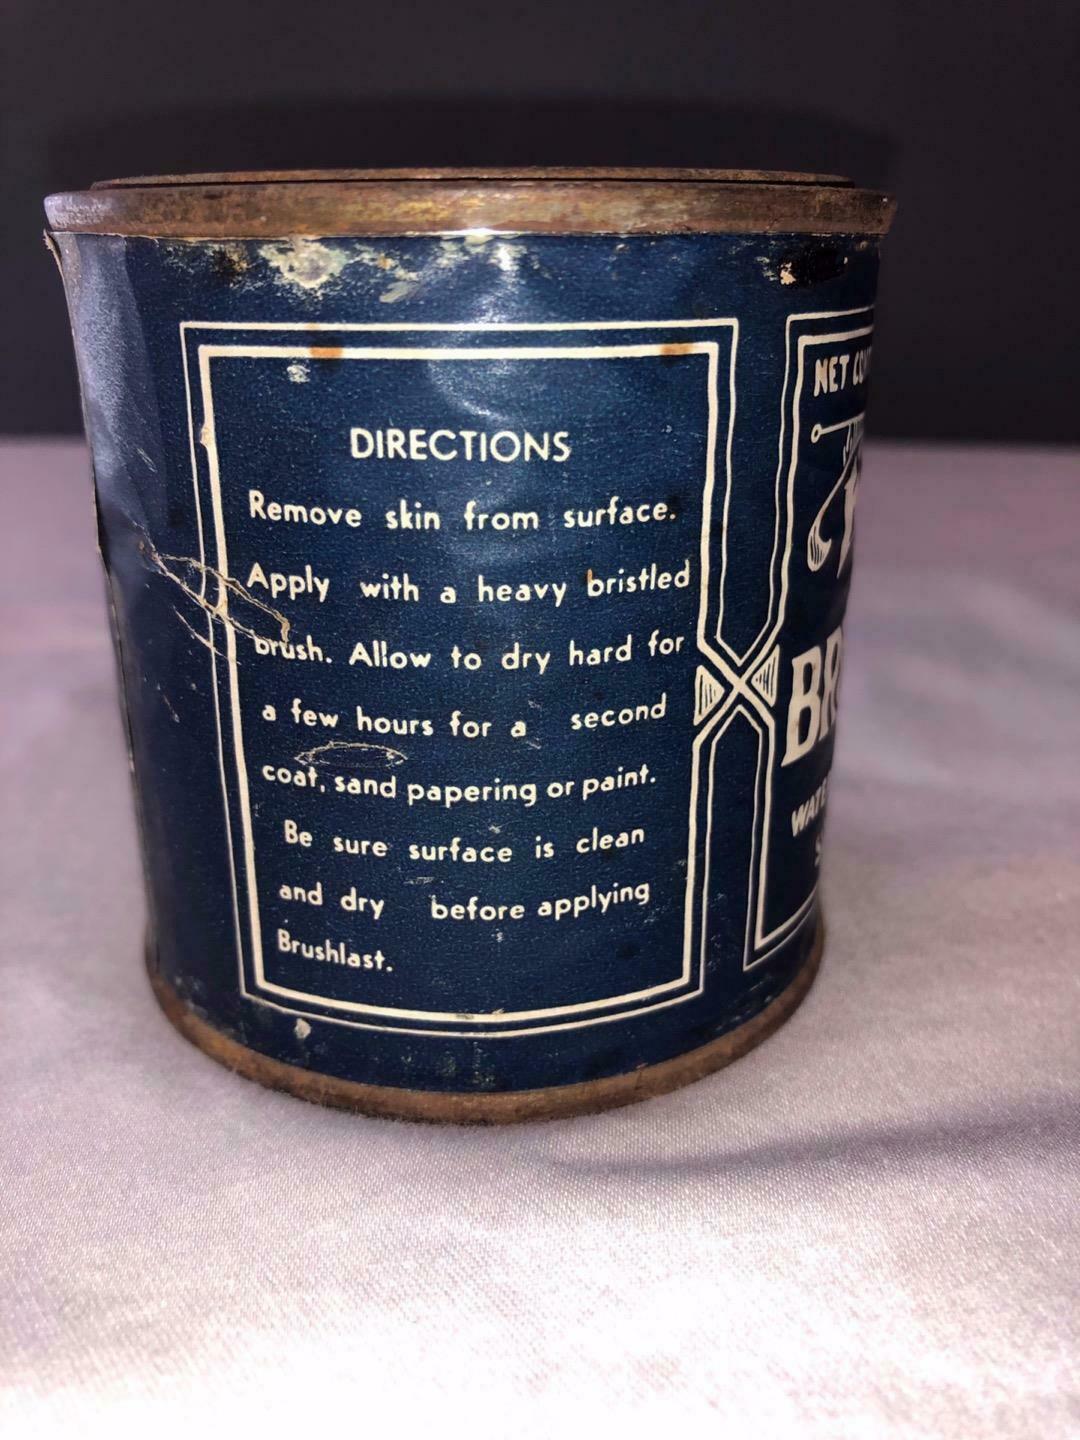 DIRECTIONS
Remove skin from surface.
Apply with a heavy bristled
brush. Allow to dry hard for
a few hours for a second
coat, sand papering or paint.
Be sure surface is clean
and dry before applying
Brushlast.
NET